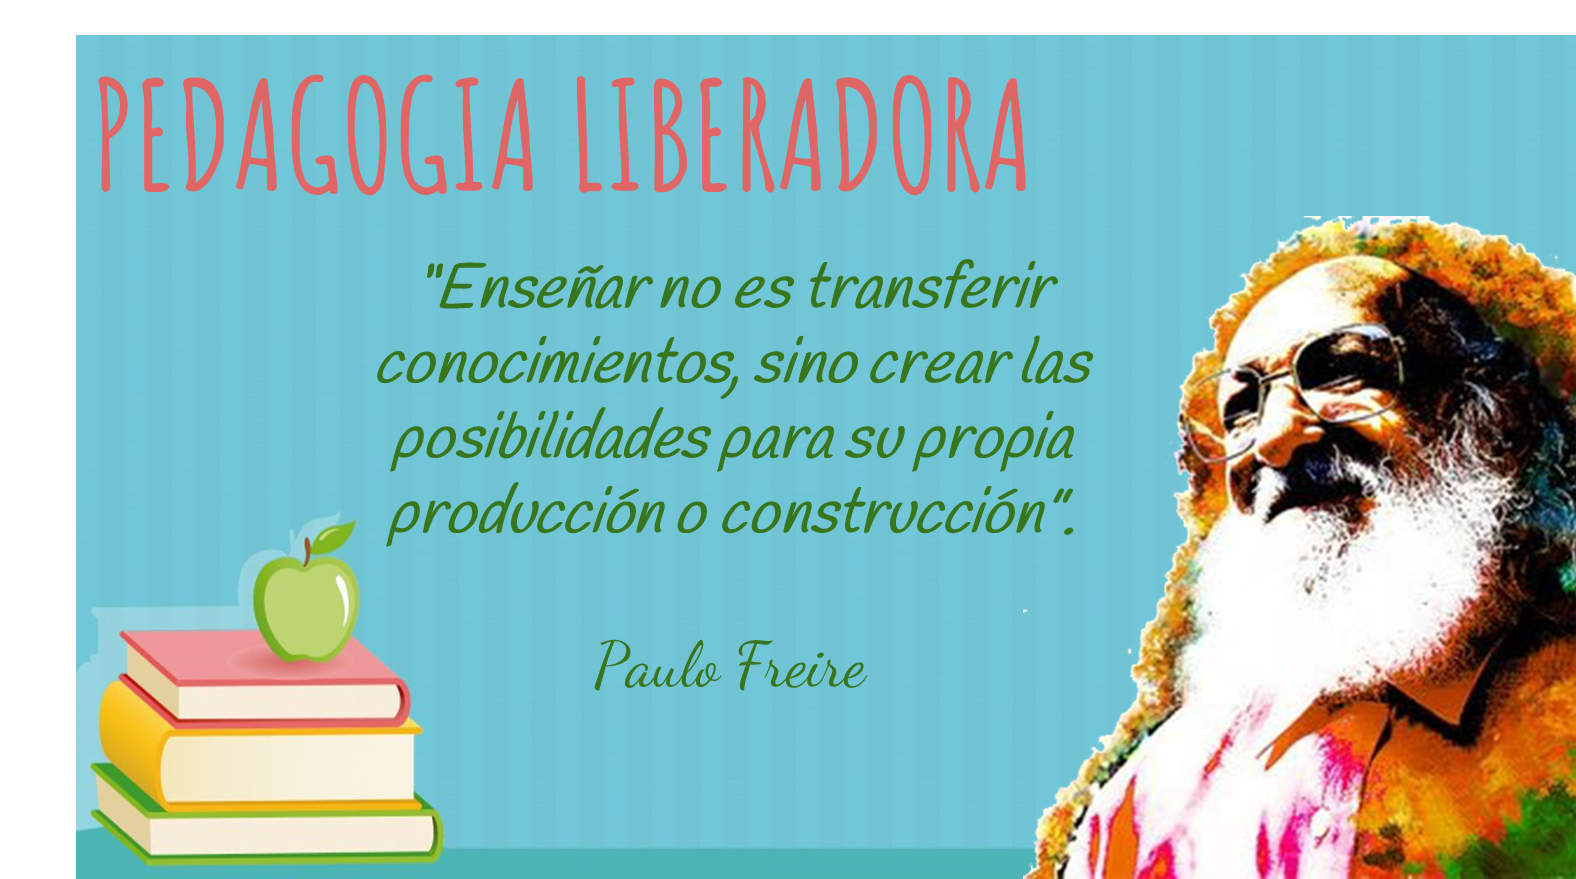 PEDAGOGIA LIBERADORA
"Enseñar no es transferir
conocimientos, sino crear las
posibilidades para su propia
producción o construcción".
Paulo Freire